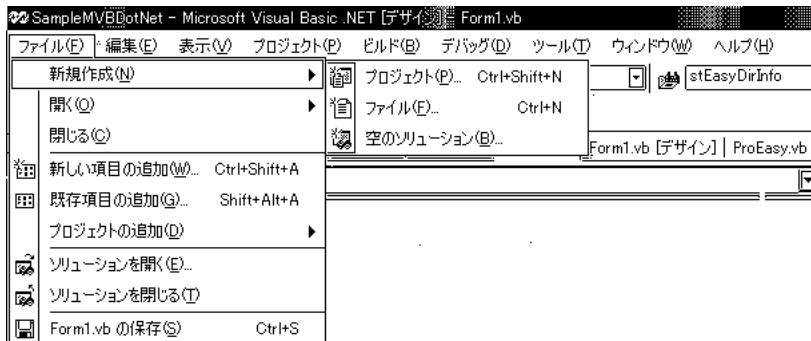 SampleMVBDotNet - Microsoft Visual Basic .NET [デザイン] - Form1.vb
ファイル(F) 編集(E) 表示(V) プロジェクト(P) ビルド(B) デバッグ(D) ツール(T) ウィンドウ(W) ヘルプ(H)
新規作成(N)
プロジェクト(P)... Ctrl+Shift+N
stEasyDirInfo
開く(O)
ファイル(F)... Ctrl+N
閉じる(C)
空のソリューション(B)...
Form1.vb [デザイン] | ProEasy.vb
新しい項目の追加(W)... Ctrl+Shift+A
既存項目の追加(G)... Shift+Alt+A
プロジェクトの追加(D)
ソリューションを開く(E)...
ソリューションを閉じる(T)
Form1.vb の保存(S) Ctrl+S